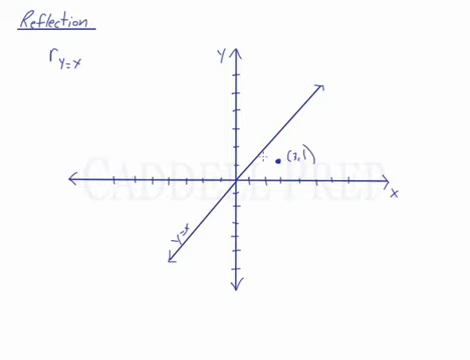 Reflection
r y=x
Y
(3,1)
CADDELL PREP
X
y=x